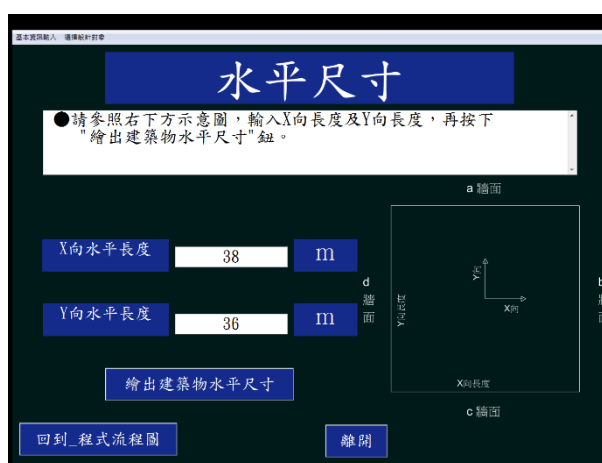 基本資訊輸入 選擇設計對象
水平尺寸
●請參照右下方示意圖，輸入X向長度及Y向長度，再按下
"繪出建築物水平尺寸"鈕。
a 牆面
X向水平長度 38 m
Y向水平長度 36 m
d
牆
面
Y向長度
Y向
X向
X向長度
b
c 牆面
繪出建築物水平尺寸
回到_程式流程圖
離開